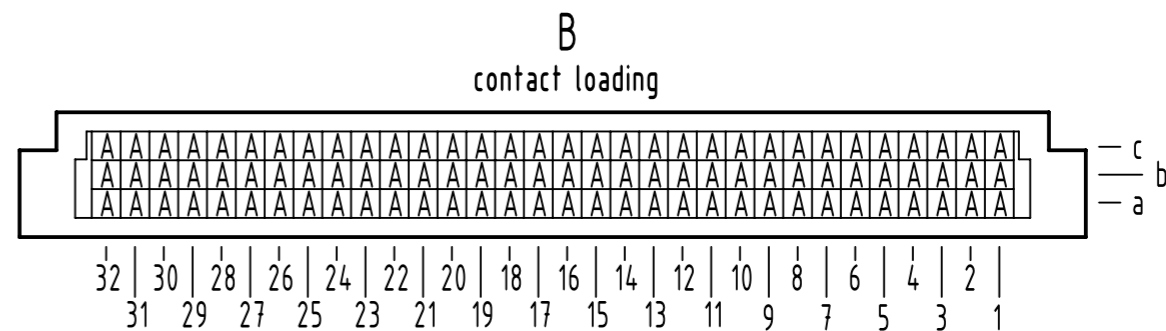 B
contact loading
A A A A A A A A A A A A A A A A A A A A A A A A A A A A A A A A c
A A A A A A A A A A A A A A A A A A A A A A A A A A A A A A A A b
A A A A A A A A A A A A A A A A A A A A A A A A A A A A A A A A a
32 30 28 26 24 22 20 18 16 14 12 10 8 6 4 2
31 29 27 25 23 21 19 17 15 13 11 9 7 5 3 1